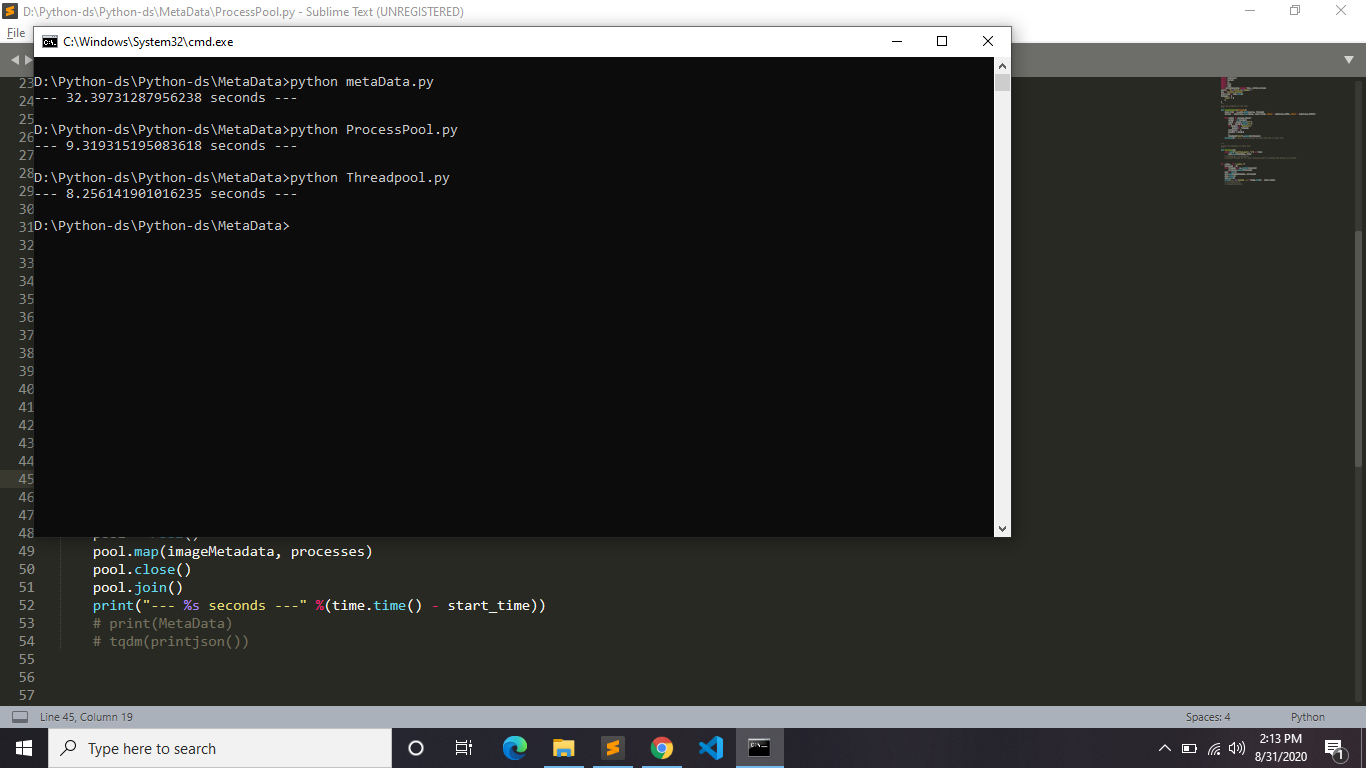 D:\Python-ds\Python-ds\MetaData\ProcessPool.py - Sublime Text (UNREGISTERED)
File
C:\Windows\System32\cmd.exe
D:\Python-ds\Python-ds\MetaData>python metaData.py
--- 32.39731287956238 seconds ---
D:\Python-ds\Python-ds\MetaData>python ProcessPool.py
--- 9.319315195083618 seconds ---
D:\Python-ds\Python-ds\MetaData>python Threadpool.py
--- 8.256141901016235 seconds ---
D:\Python-ds\Python-ds\MetaData>
23
24
25
26
27
28
29
30
31
32
33
34
35
36
37
38
39
40
41
42
43
44
45
46
47
48
49 pool.map(imageMetadata, processes)
50 pool.close()
51 pool.join()
52 print("--- %s seconds ---" %(time.time() - start_time))
53 # print(MetaData)
54 # tqdm(printjson())
55
56
57
Line 45, Column 19 Spaces: 4 Python
Type here to search
2:13 PM
8/31/2020
1